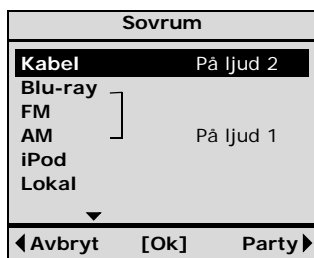 Sovrum
Kabel På ljud 2
Blu-ray
FM
AM På ljud 1
iPod
Lokal
Avbryt [Ok] Party